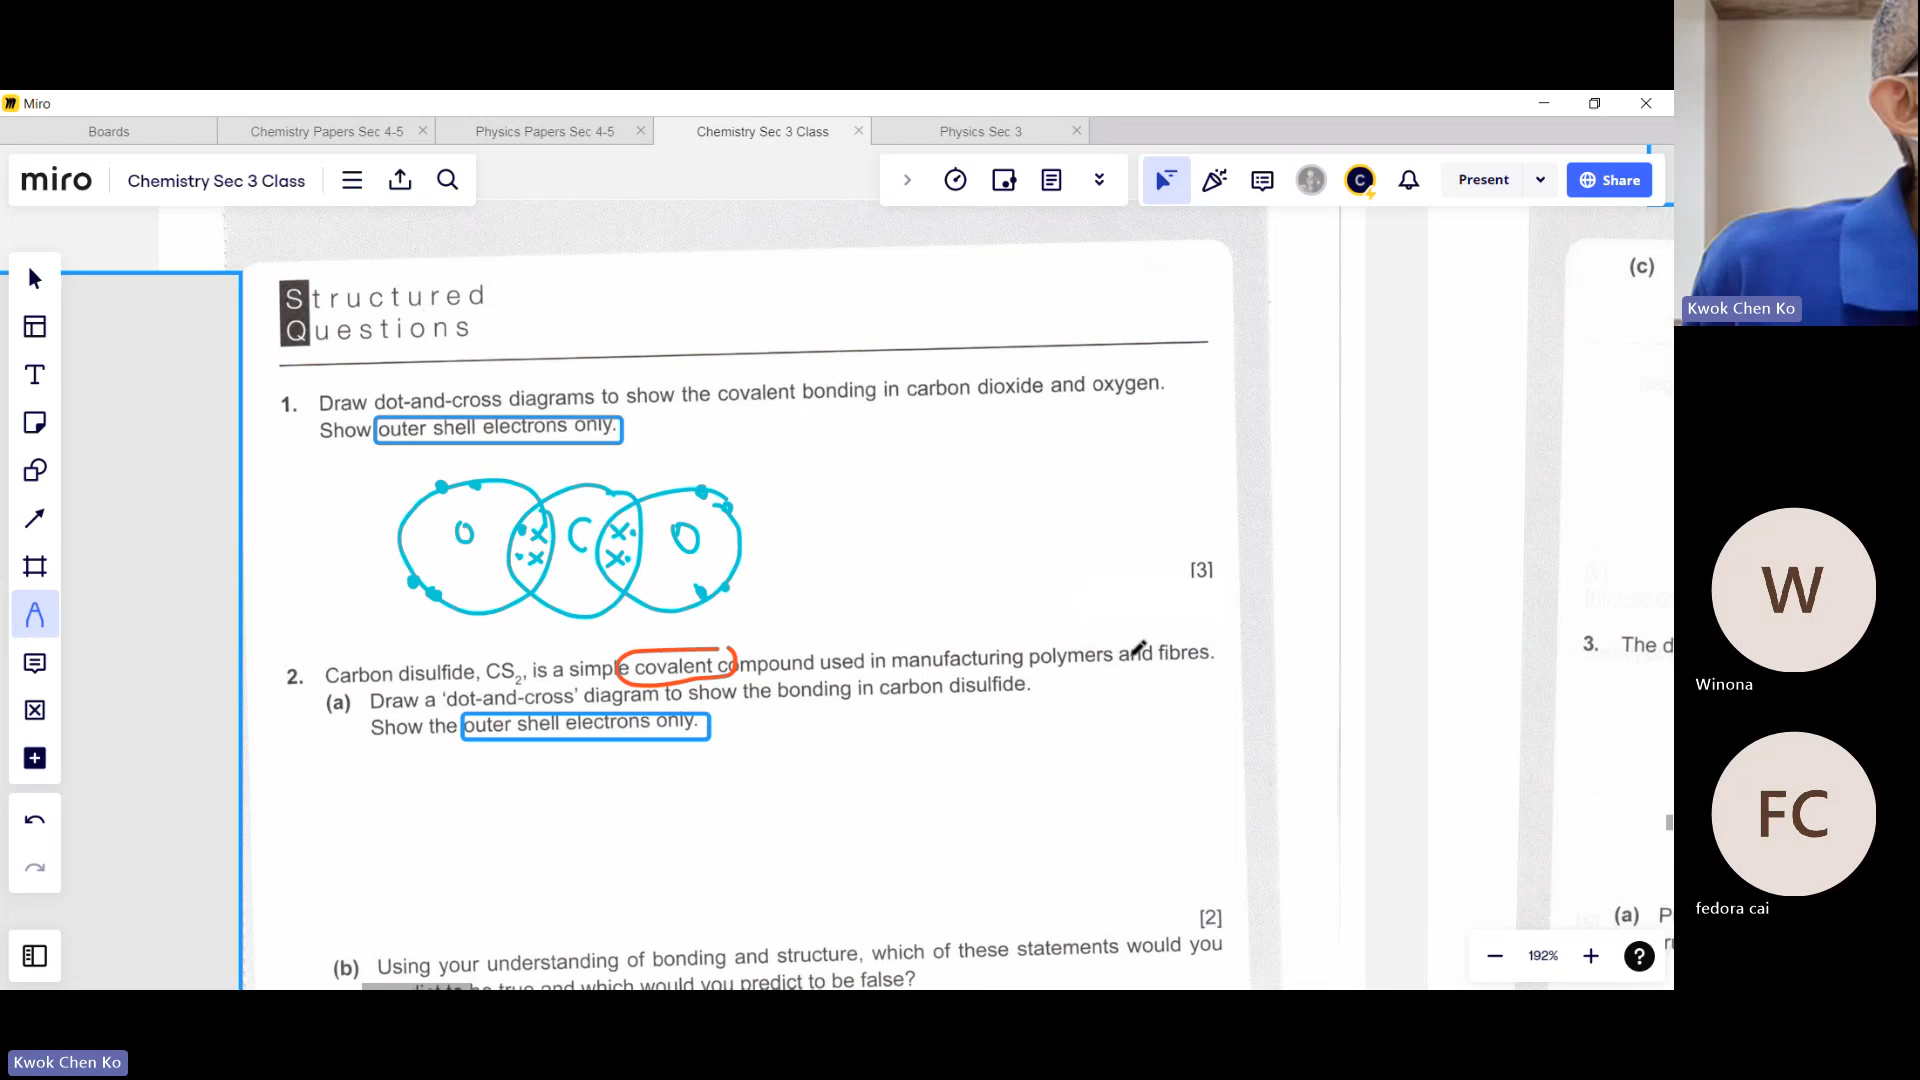 Miro
Boards
Chemistry Papers Sec 4-5
Physics Papers Sec 4-5
Chemistry Sec 3 Class
Physics Sec 3
miro
Chemistry Sec 3 Class
C
Present
Share
Kwok Chen Ko
Structured
Questions
(c)
1. Draw dot-and-cross diagrams to show the covalent bonding in carbon dioxide and oxygen.
Show outer shell electrons only.
O C O
[3]
2. Carbon disulfide, CS2, is a simple covalent compound used in manufacturing polymers and fibres.
(a) Draw a ‘dot-and-cross’ diagram to show the bonding in carbon disulfide.
Show the outer shell electrons only.
3. The d
[2]
(b) Using your understanding of bonding and structure, which of these statements would you
be true and which would you predict to be false?
(a) P
192%
?
W
Winona
FC
fedora cai
Kwok Chen Ko